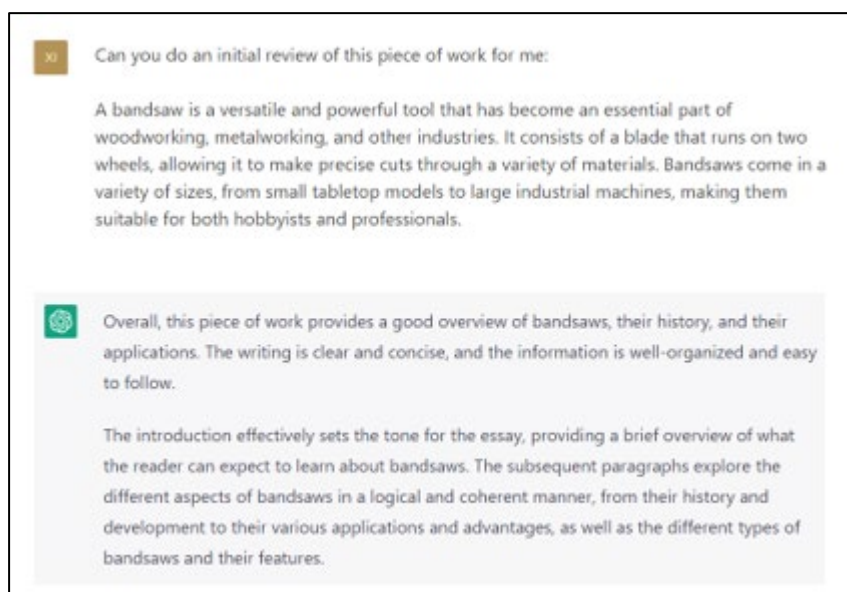 XI
Can you do an initial review of this piece of work for me:
A bandsaw is a versatile and powerful tool that has become an essential part of
woodworking, metalworking, and other industries. It consists of a blade that runs on two
wheels, allowing it to make precise cuts through a variety of materials. Bandsaws come in a
variety of sizes, from small tabletop models to large industrial machines, making them
suitable for both hobbyists and professionals.
Overall, this piece of work provides a good overview of bandsaws, their history, and their
applications. The writing is clear and concise, and the information is well-organized and easy
to follow.
The introduction effectively sets the tone for the essay, providing a brief overview of what
the reader can expect to learn about bandsaws. The subsequent paragraphs explore the
different aspects of bandsaws in a logical and coherent manner, from their history and
development to their various applications and advantages, as well as the different types of
bandsaws and their features.